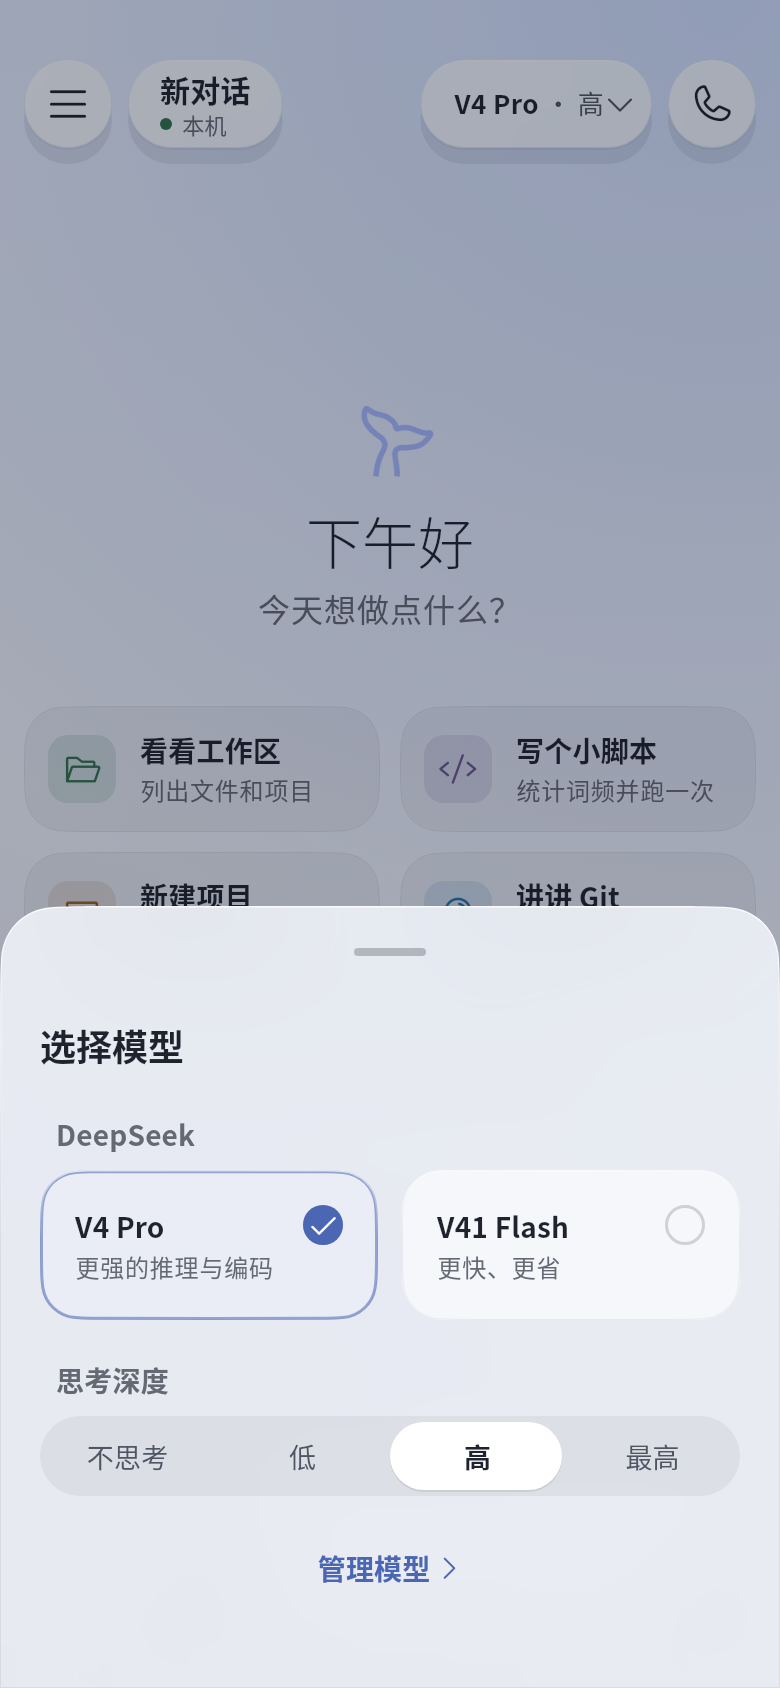 新对话
本机
V4 Pro · 高
下午好
今天想做点什么?
看看工作区
列出文件和项目
写个小脚本
统计词频并跑一次
新建项目
讲讲 Git
选择模型
DeepSeek
V4 Pro
更强的推理与编码
V41 Flash
更快、更省
思考深度
不思考
低
高
最高
管理模型